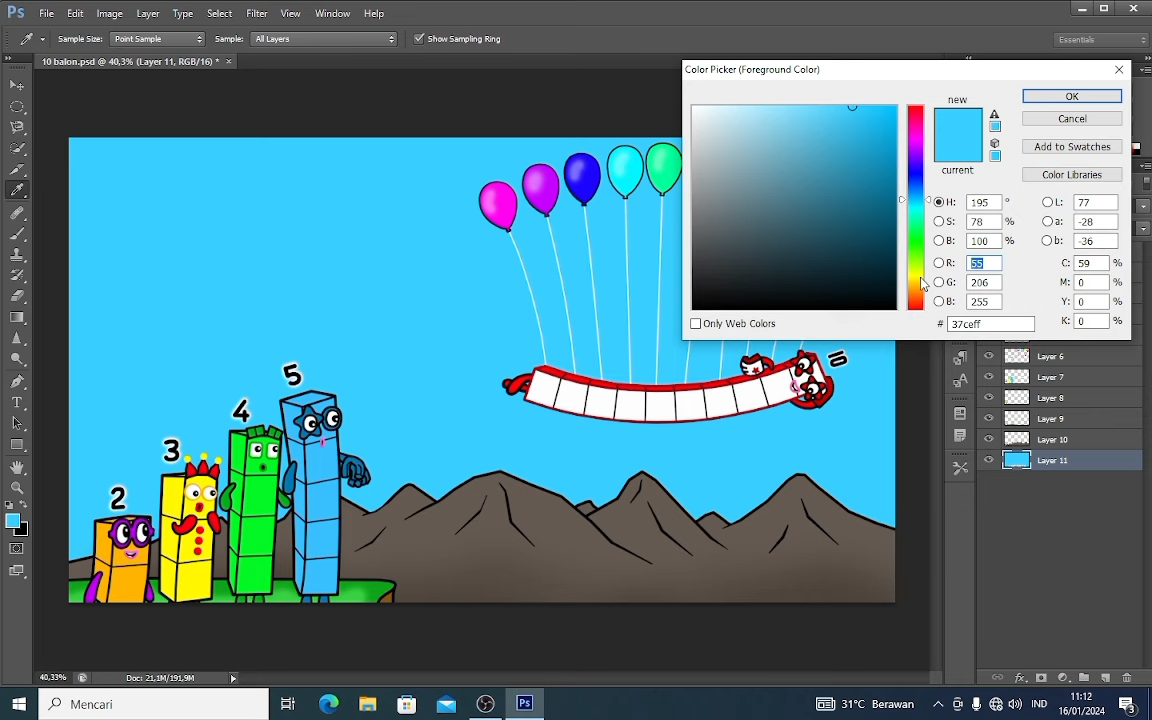 Ps File Edit Image Layer Type Select Filter View Window Help
Sample Size: Point Sample Sample: All Layers Show Sampling Ring Essentials
10 balon.psd @ 40,3% (Layer 11, RGB/16) * ×
Color Picker (Foreground Color)
new
current
OK
Cancel
Add to Swatches
Color Libraries
H: 195 ° L: 77
S: 78 % a: -28
B: 100 % b: -36
R: 55 C: 59 %
G: 206 M: 0 %
B: 255 Y: 0 %
# 37ceff K: 0 %
Only Web Colors
10
5
4
3
2
Layer 6
Layer 7
Layer 8
Layer 9
Layer 10
Layer 11
T
fx
40,33% Doc: 21,1M/191,9M
Mencari
Ps
31°C Berawan
IND
11:12
16/01/2024
3